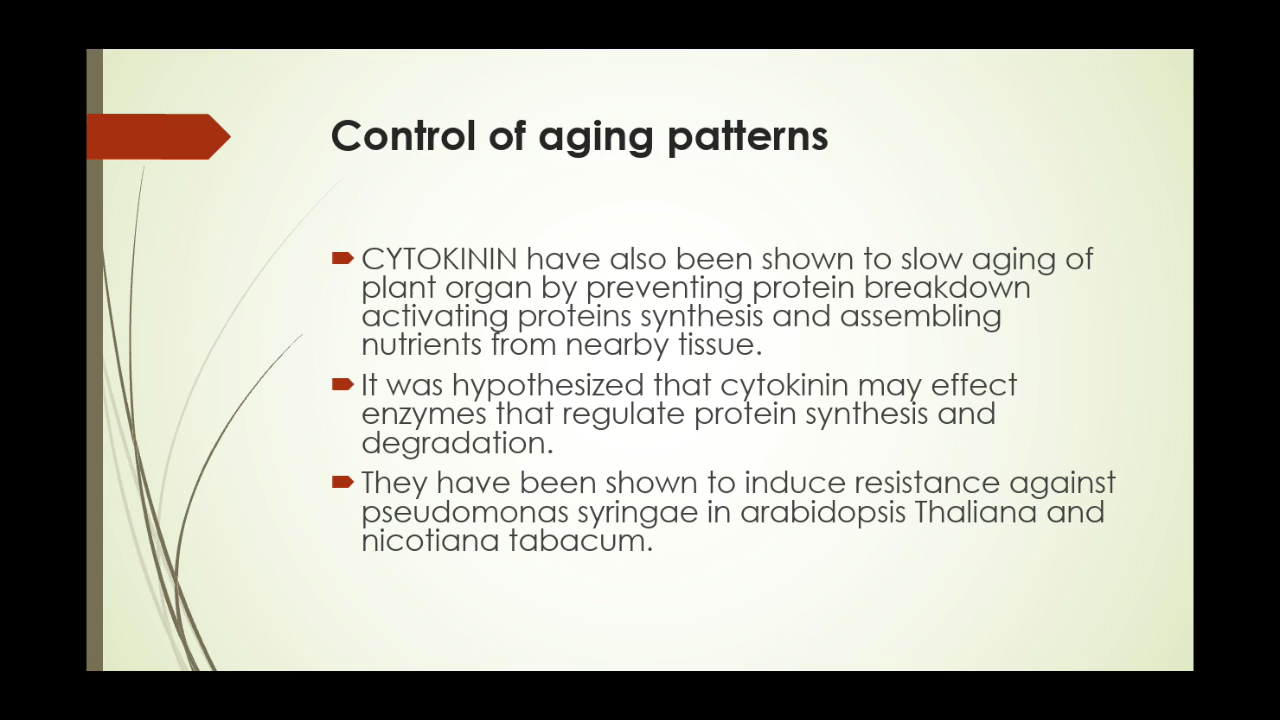 Control of aging patterns
CYTOKININ have also been shown to slow aging of
plant organ by preventing protein breakdown
activating proteins synthesis and assembling
nutrients from nearby tissue.
It was hypothesized that cytokinin may effect
enzymes that regulate protein synthesis and
degradation.
They have been shown to induce resistance against
pseudomonas syringae in arabidopsis Thaliana and
nicotiana tabacum.